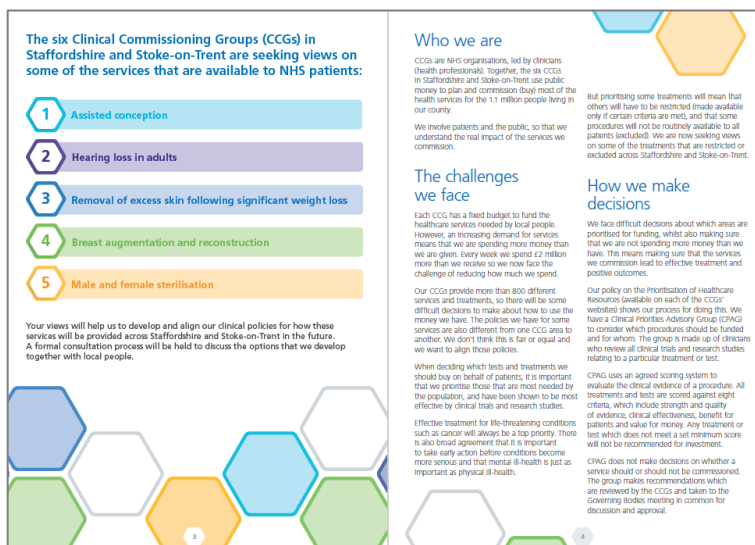 The six Clinical Commissioning Groups (CCGs) in
Staffordshire and Stoke-on-Trent are seeking views on
some of the services that are available to NHS patients:
1 Assisted conception
2 Hearing loss in adults
3 Removal of excess skin following significant weight loss
4 Breast augmentation and reconstruction
5 Male and female sterilisation
Your views will help us to develop and align our clinical policies for how these
services will be provided across Staffordshire and Stoke-on-Trent in the future.
A formal consultation process will be held to discuss the options that we develop
together with local people.
3
Who we are
CCGs are NHS organisations, led by clinicians
(health professionals). Together, the six CCGs
in Staffordshire and Stoke-on-Trent use public
money to plan and commission (buy) most of the
health services for the 1.1 million people living in
our county.
We involve patients and the public, so that we
understand the real impact of the services we
commission.
The challenges
we face
Each CCG has a fixed budget to fund the
healthcare services needed by local people.
However, an increasing demand for services
means that we are spending more money than
we are given. Every week we spend £2 million
more than we receive so we now face the
challenge of reducing how much we spend.
Our CCGs provide more than 800 different
services and treatments, so there will be some
difficult decisions to make about how to use the
money we have. The policies we have for some
services are also different from one CCG area to
another. We don't think this is fair or equal and
we want to align those policies.
When deciding which tests and treatments we
should buy on behalf of patients, it is important
that we prioritise those that are most needed by
the population, and have been shown to be most
effective by clinical trials and research studies.
Effective treatment for life-threatening conditions
such as cancer will always be a top priority. There
is also broad agreement that it is important
to take early action before conditions become
more serious and that mental ill-health is just as
important as physical ill-health.
But prioritising some treatments will mean that
others will have to be restricted (made available
only if certain criteria are met), and that some
procedures will not be routinely available to all
patients (excluded). We are now seeking views
on some of the treatments that are restricted or
excluded across Staffordshire and Stoke-on-Trent.
How we make
decisions
We face difficult decisions about which areas are
prioritised for funding, whilst also making sure
that we are not spending more money than we
have. This means making sure that the services
we commission lead to effective treatment and
positive outcomes.
Our policy on the Prioritisation of Healthcare
Resources (available on each of the CCGs'
websites) shows our process for doing this. We
have a Clinical Priorities Advisory Group (CPAG)
to consider which procedures should be funded
and for whom. The group is made up of clinicians
who review all clinical trials and research studies
relating to a particular treatment or test.
CPAG uses an agreed scoring system to
evaluate the clinical evidence of a procedure. All
treatments and tests are scored against eight
criteria, which include strength and quality
of evidence, clinical effectiveness, benefit for
patients and value for money. Any treatment or
test which does not meet a set minimum score
will not be recommended for investment.
CPAG does not make decisions on whether a
service should or should not be commissioned.
The group makes recommendations which
are reviewed by the CCGs and taken to the
Governing Bodies meeting in common for
discussion and approval.
4